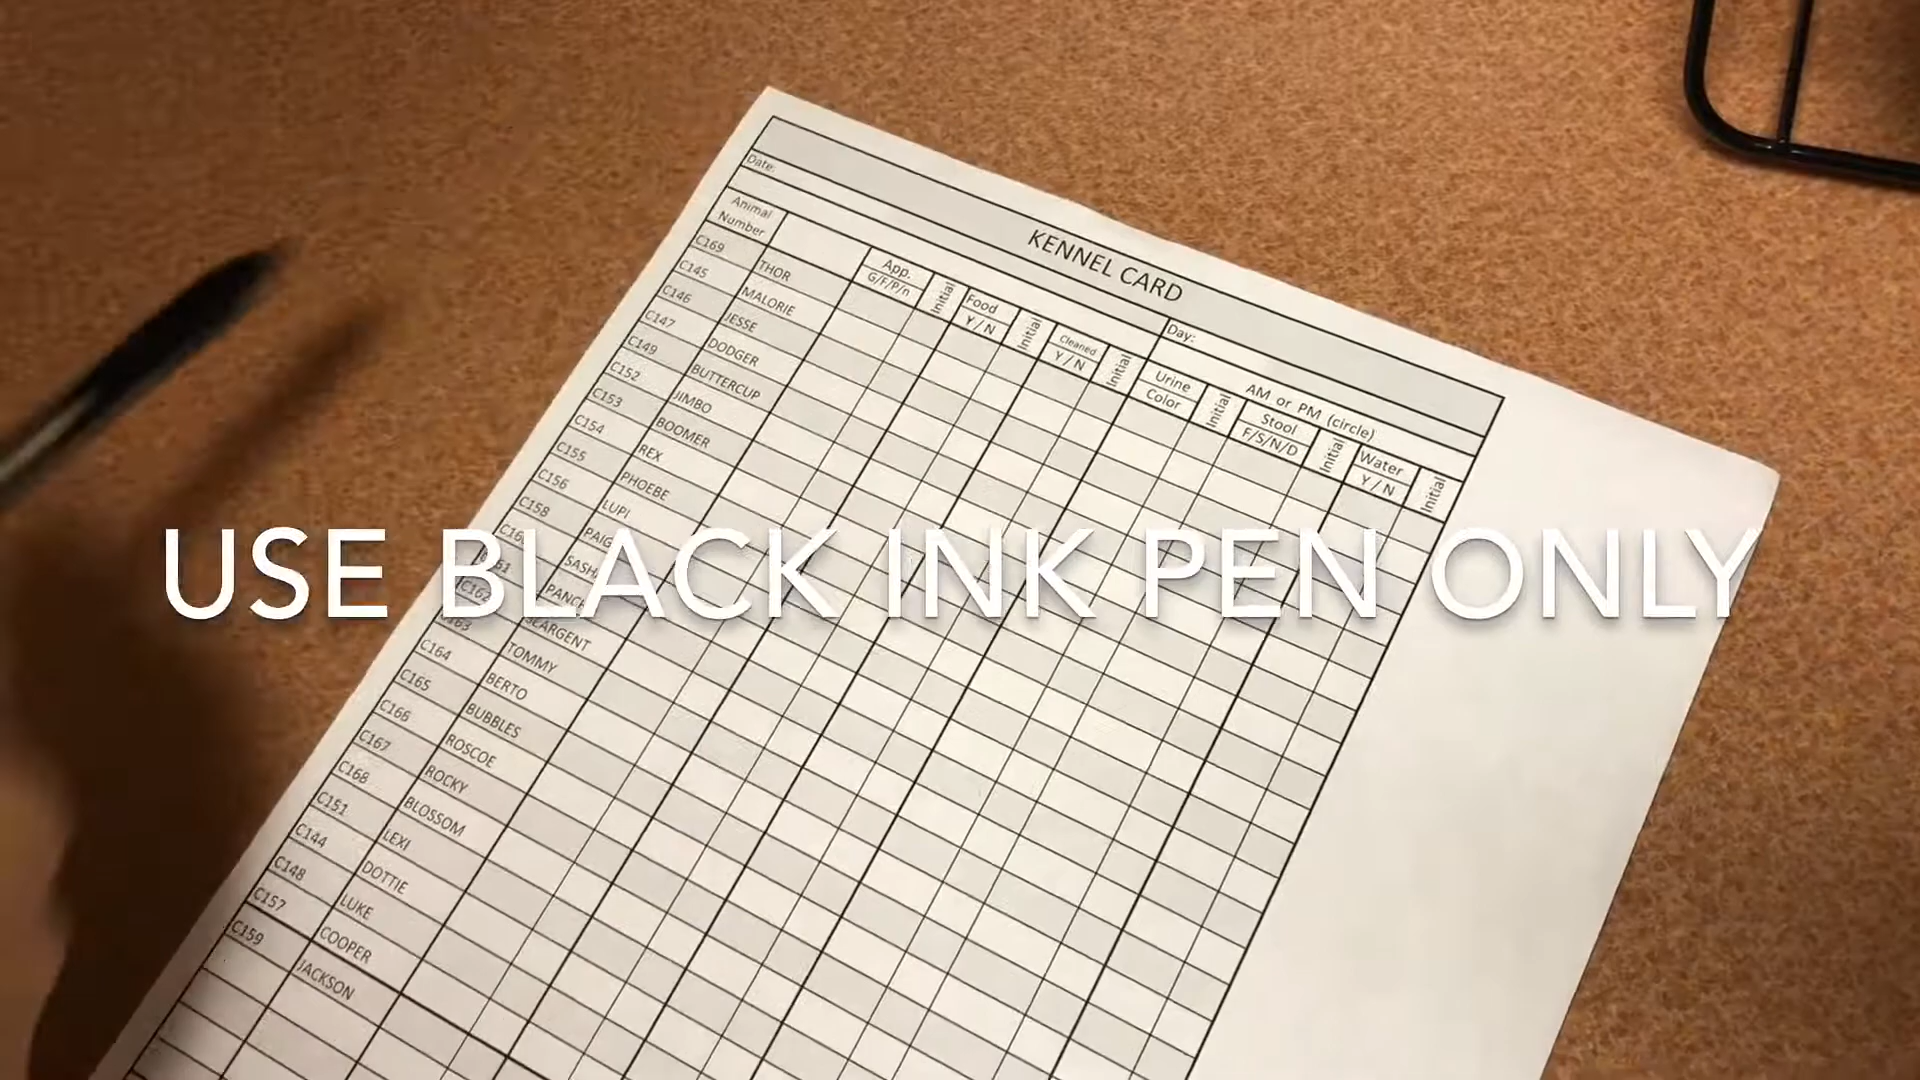 KENNEL CARD
Date:
Day:
AM or PM (circle)
Animal Number
App. G/F/P/n Initial Food Y / N Initial Cleaned Y / N Initial Urine Color Initial Stool F/S/N/D Initial Water Y / N Initial
C169 THOR
C145 MALORIE
C146 JESSE
C147 DODGER
C149 BUTTERCUP
C152 JIMBO
C153 BOOMER
C154 REX
C155 PHOEBE
C156 LUPI
C158
C162 SEARGENT
C163 TOMMY
C164 BERTO
C165 BUBBLES
C166 ROSCOE
C167 ROCKY
C168 BLOSSOM
C151 LEXI
C144 DOTTIE
C148 LUKE
C157 COOPER
C159 JACKSON
USE BLACK INK PEN ONLY